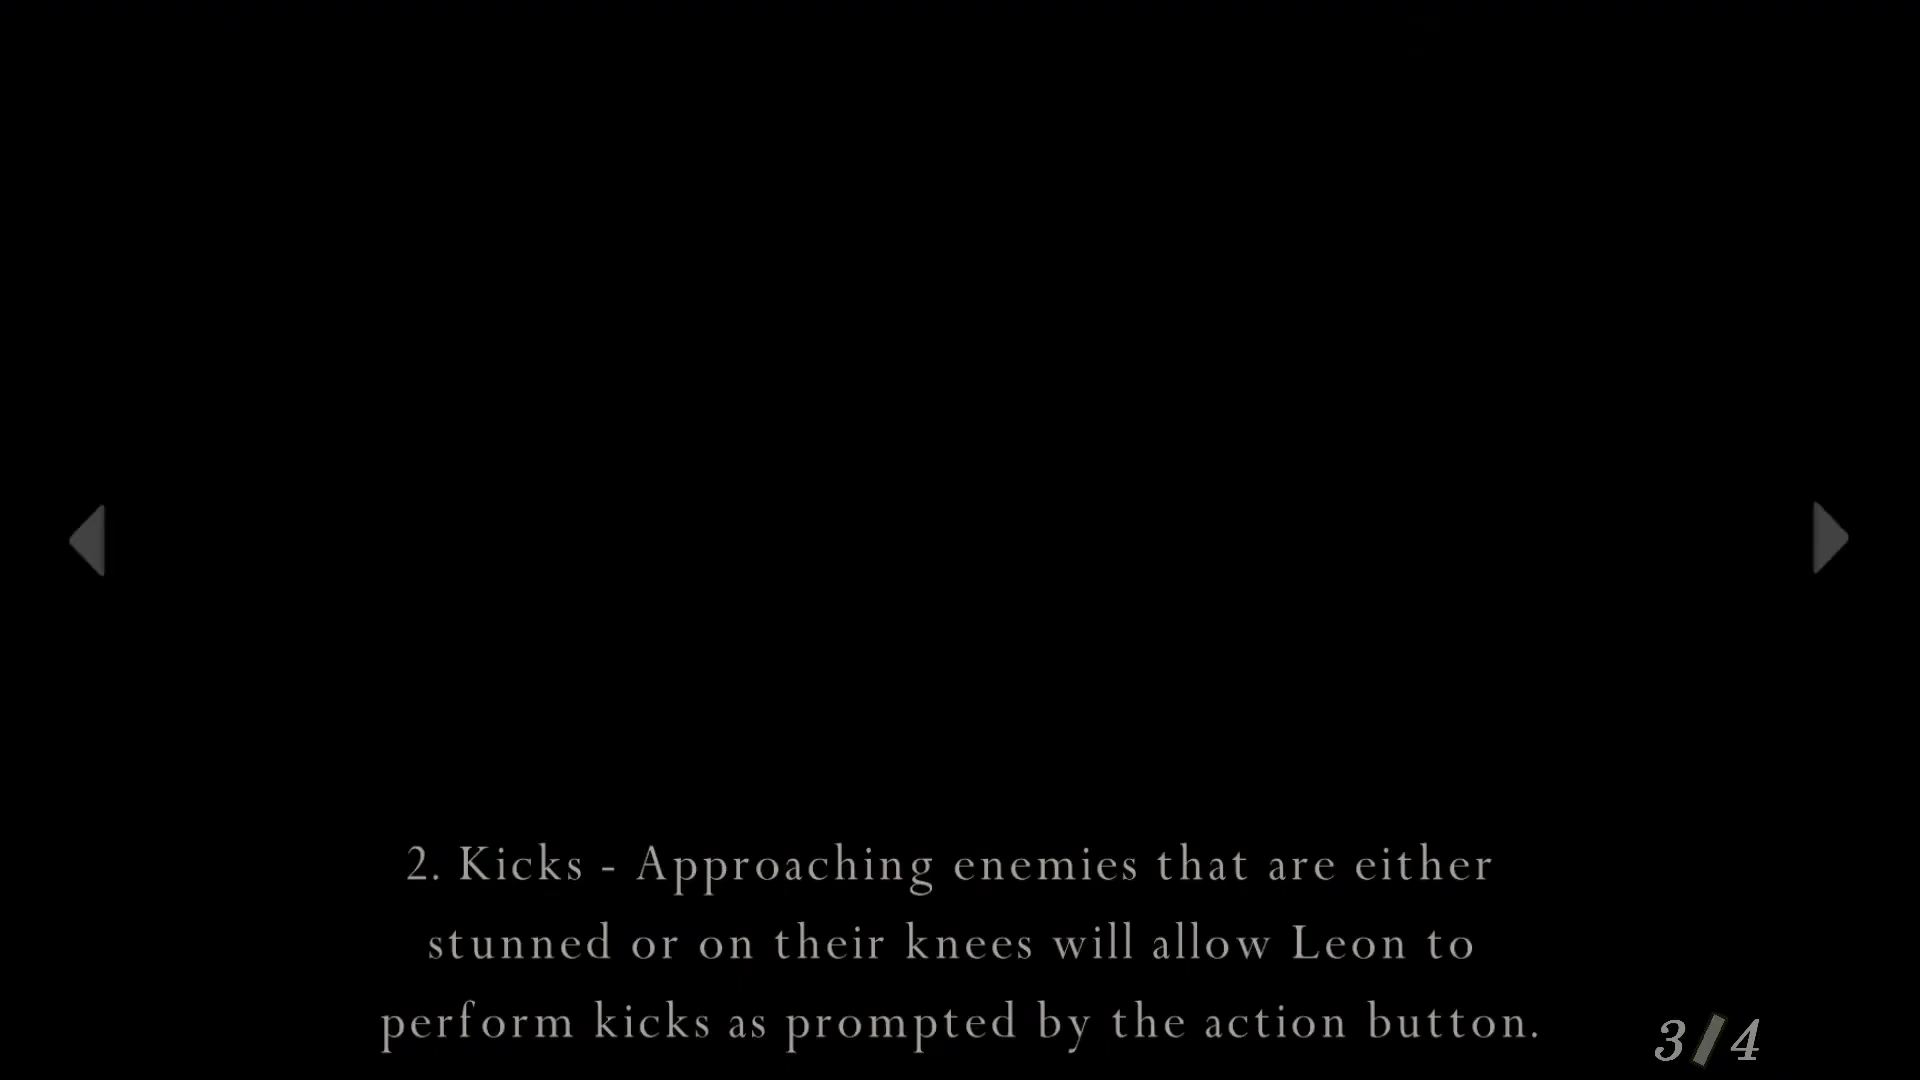 2. Kicks - Approaching enemies that are either
stunned or on their knees will allow Leon to
perform kicks as prompted by the action button.
3/4